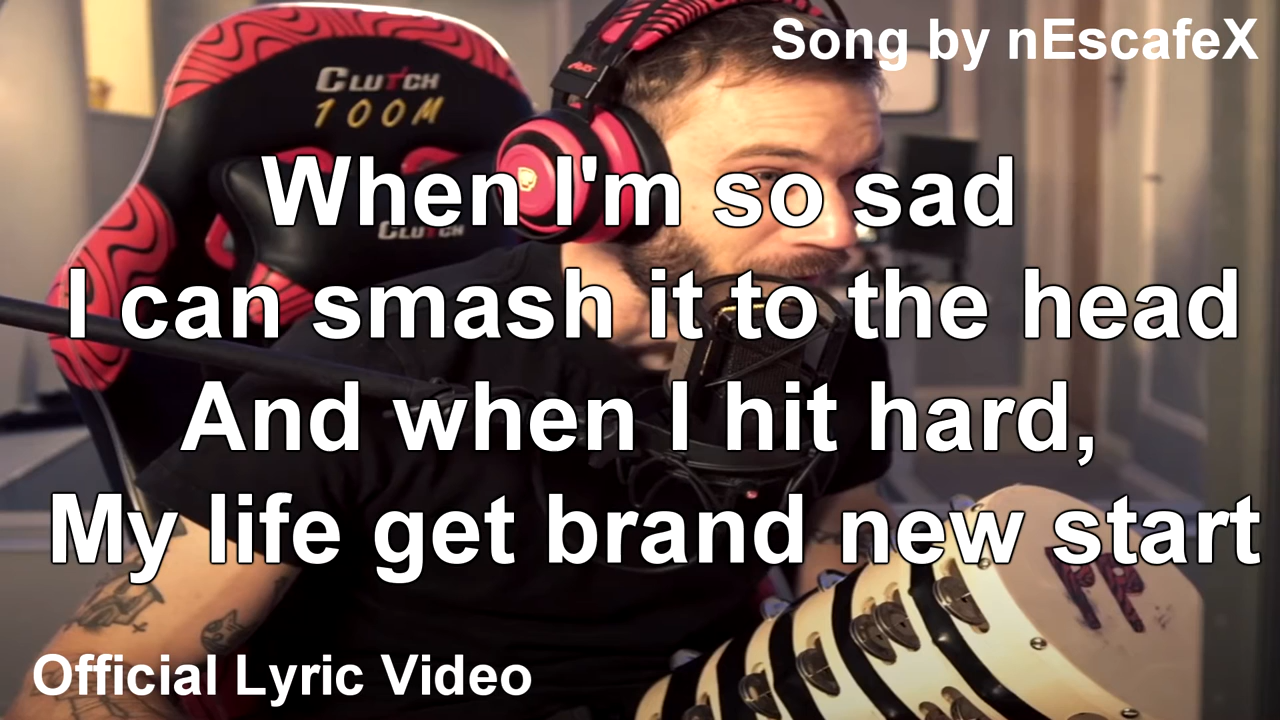 Song by nEscafeX
CLUTCH
100M
When I'm so sad
CLUTCH
I can smash it to the head
And when I hit hard,
My life get brand new start
Official Lyric Video